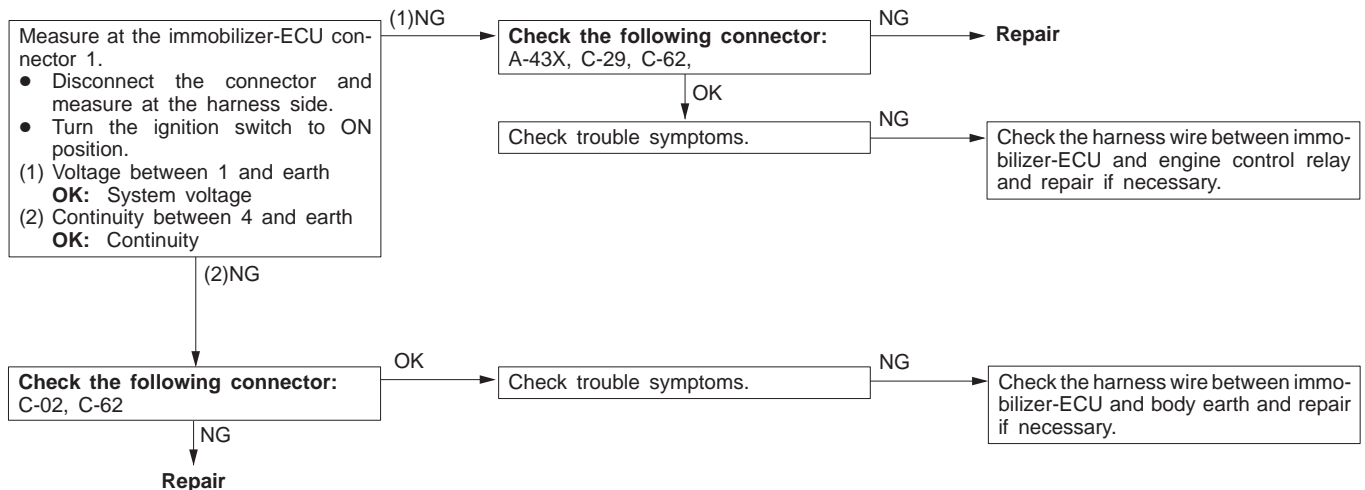 Measure at the immobilizer-ECU con-
nector 1.
● Disconnect the connector and
measure at the harness side.
● Turn the ignition switch to ON
position.
(1) Voltage between 1 and earth
OK: System voltage
(2) Continuity between 4 and earth
OK: Continuity
(1)NG
Check the following connector:
A-43X, C-29, C-62,
NG
Repair
OK
Check trouble symptoms.
NG
Check the harness wire between immo-
bilizer-ECU and engine control relay
and repair if necessary.
(2)NG
Check the following connector:
C-02, C-62
OK
Check trouble symptoms.
NG
Check the harness wire between immo-
bilizer-ECU and body earth and repair
if necessary.
NG
Repair